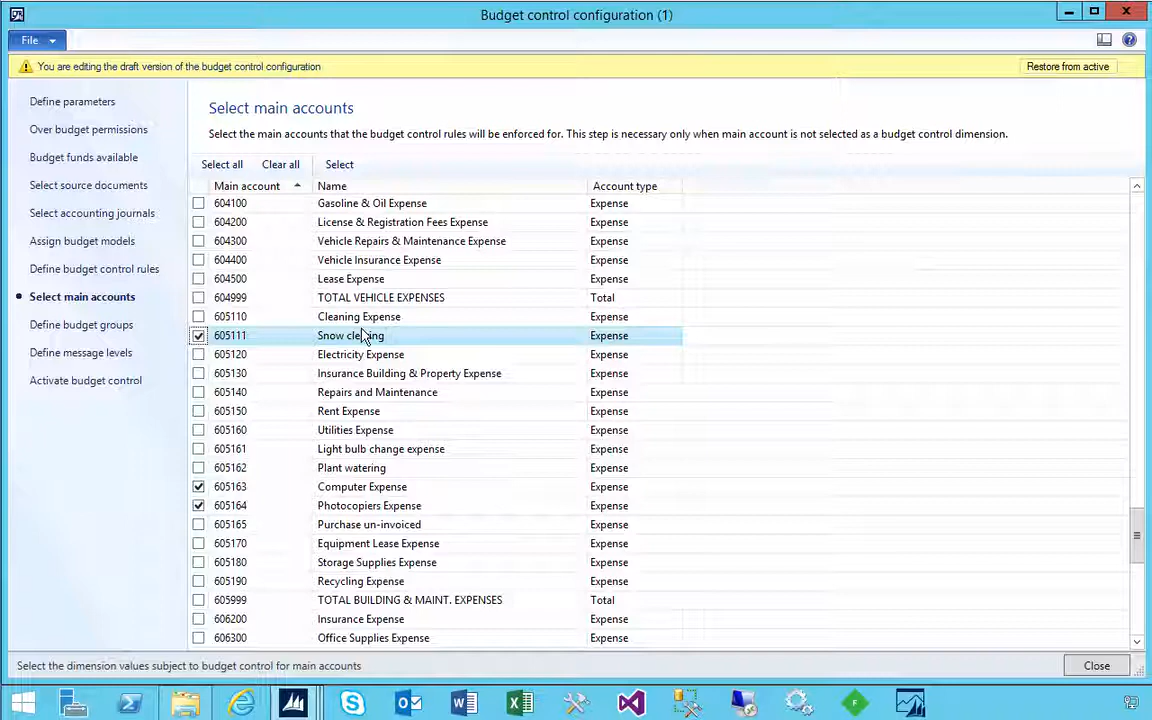 Budget control configuration (1)
File
You are editing the draft version of the budget control configuration
Restore from active
Define parameters
Over budget permissions
Budget funds available
Select source documents
Select accounting journals
Assign budget models
Define budget control rules
Select main accounts
Define budget groups
Define message levels
Activate budget control
Select main accounts
Select the main accounts that the budget control rules will be enforced for. This step is necessary only when main account is not selected as a budget control dimension.
Select all Clear all Select
Main account Name Account type
604100 Gasoline & Oil Expense Expense
604200 License & Registration Fees Expense Expense
604300 Vehicle Repairs & Maintenance Expense Expense
604400 Vehicle Insurance Expense Expense
604500 Lease Expense Expense
604999 TOTAL VEHICLE EXPENSES Total
605110 Cleaning Expense Expense
605111 Snow Expense
605120 Electricity Expense Expense
605130 Insurance Building & Property Expense Expense
605140 Repairs and Maintenance Expense
605150 Rent Expense Expense
605160 Utilities Expense Expense
605161 Light bulb change expense Expense
605162 Plant watering Expense
605163 Computer Expense Expense
605164 Photocopiers Expense Expense
605165 Purchase un-invoiced Expense
605170 Equipment Lease Expense Expense
605180 Storage Supplies Expense Expense
605190 Recycling Expense Expense
605999 TOTAL BUILDING & MAINT. EXPENSES Total
606200 Insurance Expense Expense
606300 Office Supplies Expense Expense
Select the dimension values subject to budget control for main accounts
Close